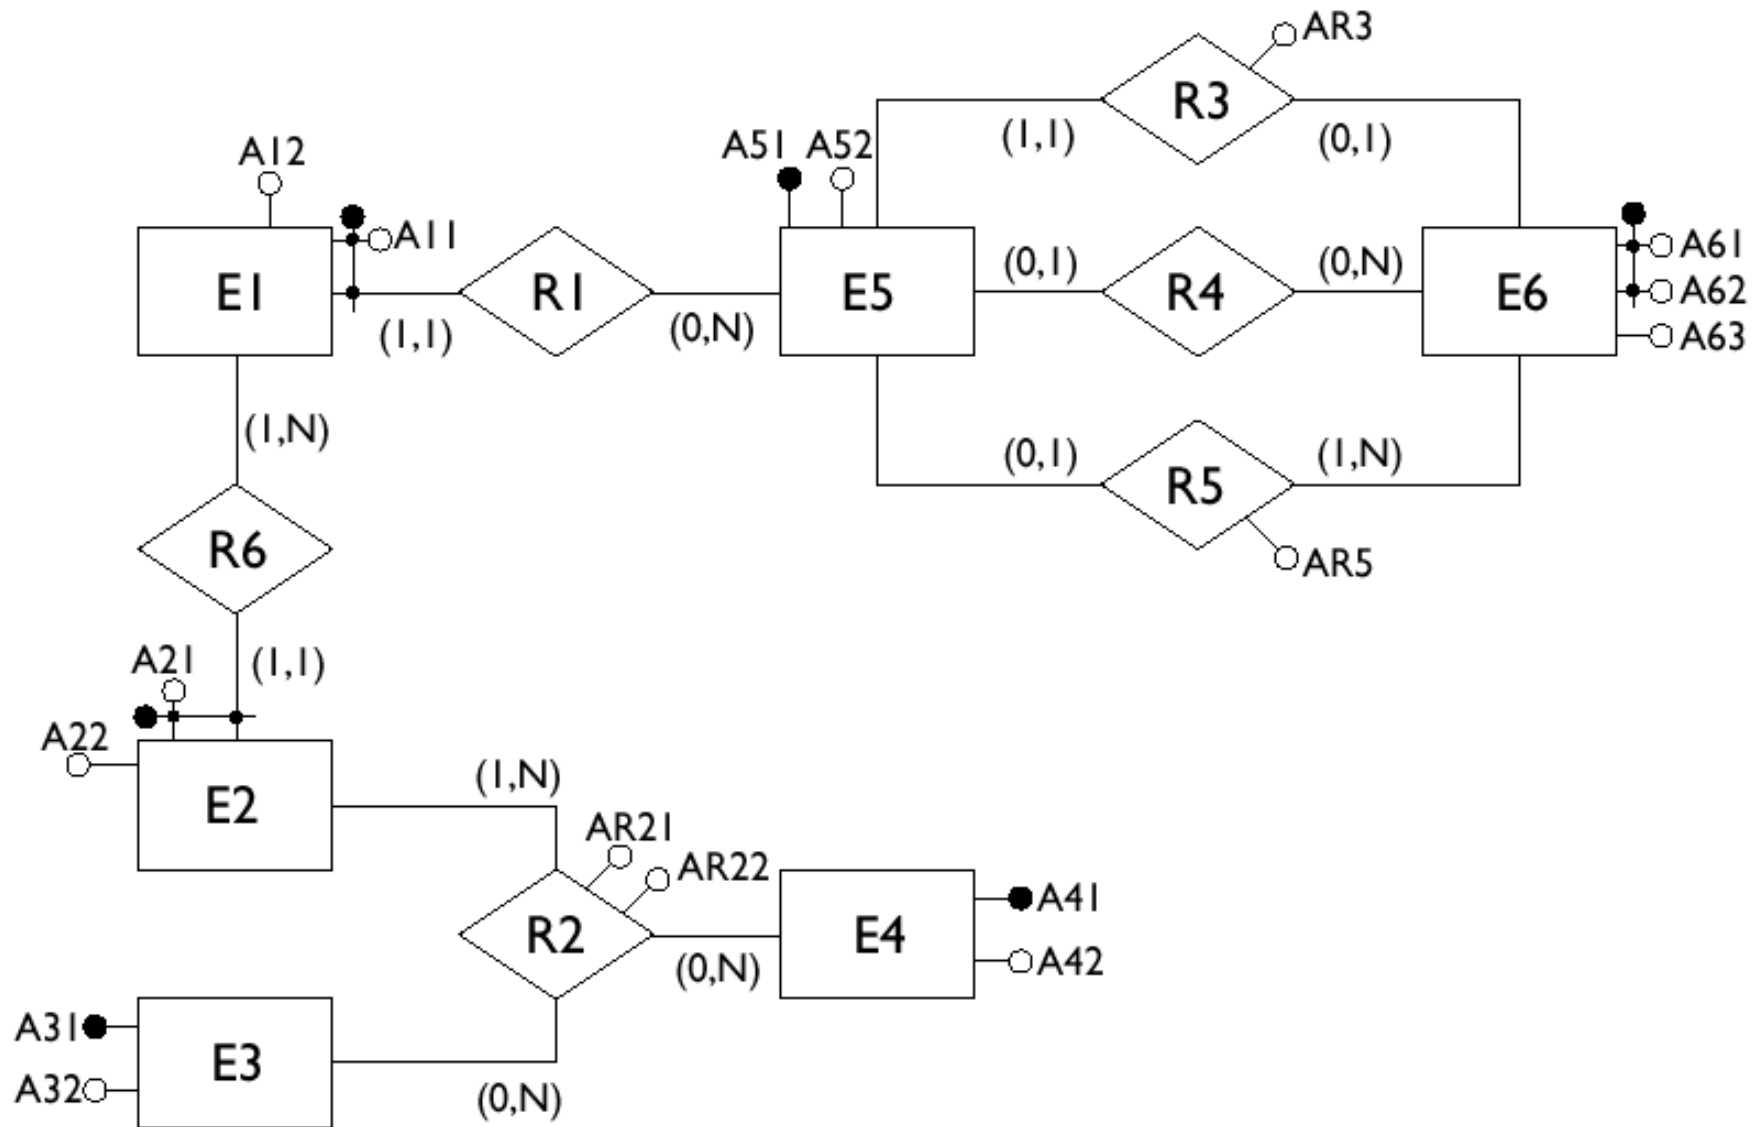 AR3
R3
(1,1)
(0,1)
A12
A51 A52
A11
E1
R1
E5
(0,1)
R4
(0,N)
E6
A61
A62
A63
(1,1)
(0,N)
(1,N)
(0,1)
R5
(1,N)
AR5
R6
A21
(1,1)
A22
E2
(1,N)
AR21
AR22
R2
E4
A41
A42
(0,N)
A31
E3
A32
(0,N)